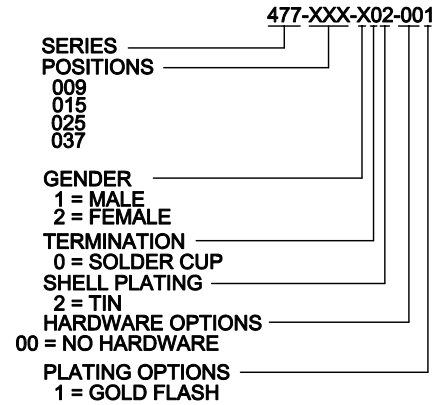 477-XXX-X02-001
SERIES
POSITIONS
009
015
025
037
GENDER
1 = MALE
2 = FEMALE
TERMINATION
0 = SOLDER CUP
SHELL PLATING
2 = TIN
HARDWARE OPTIONS
00 = NO HARDWARE
PLATING OPTIONS
1 = GOLD FLASH